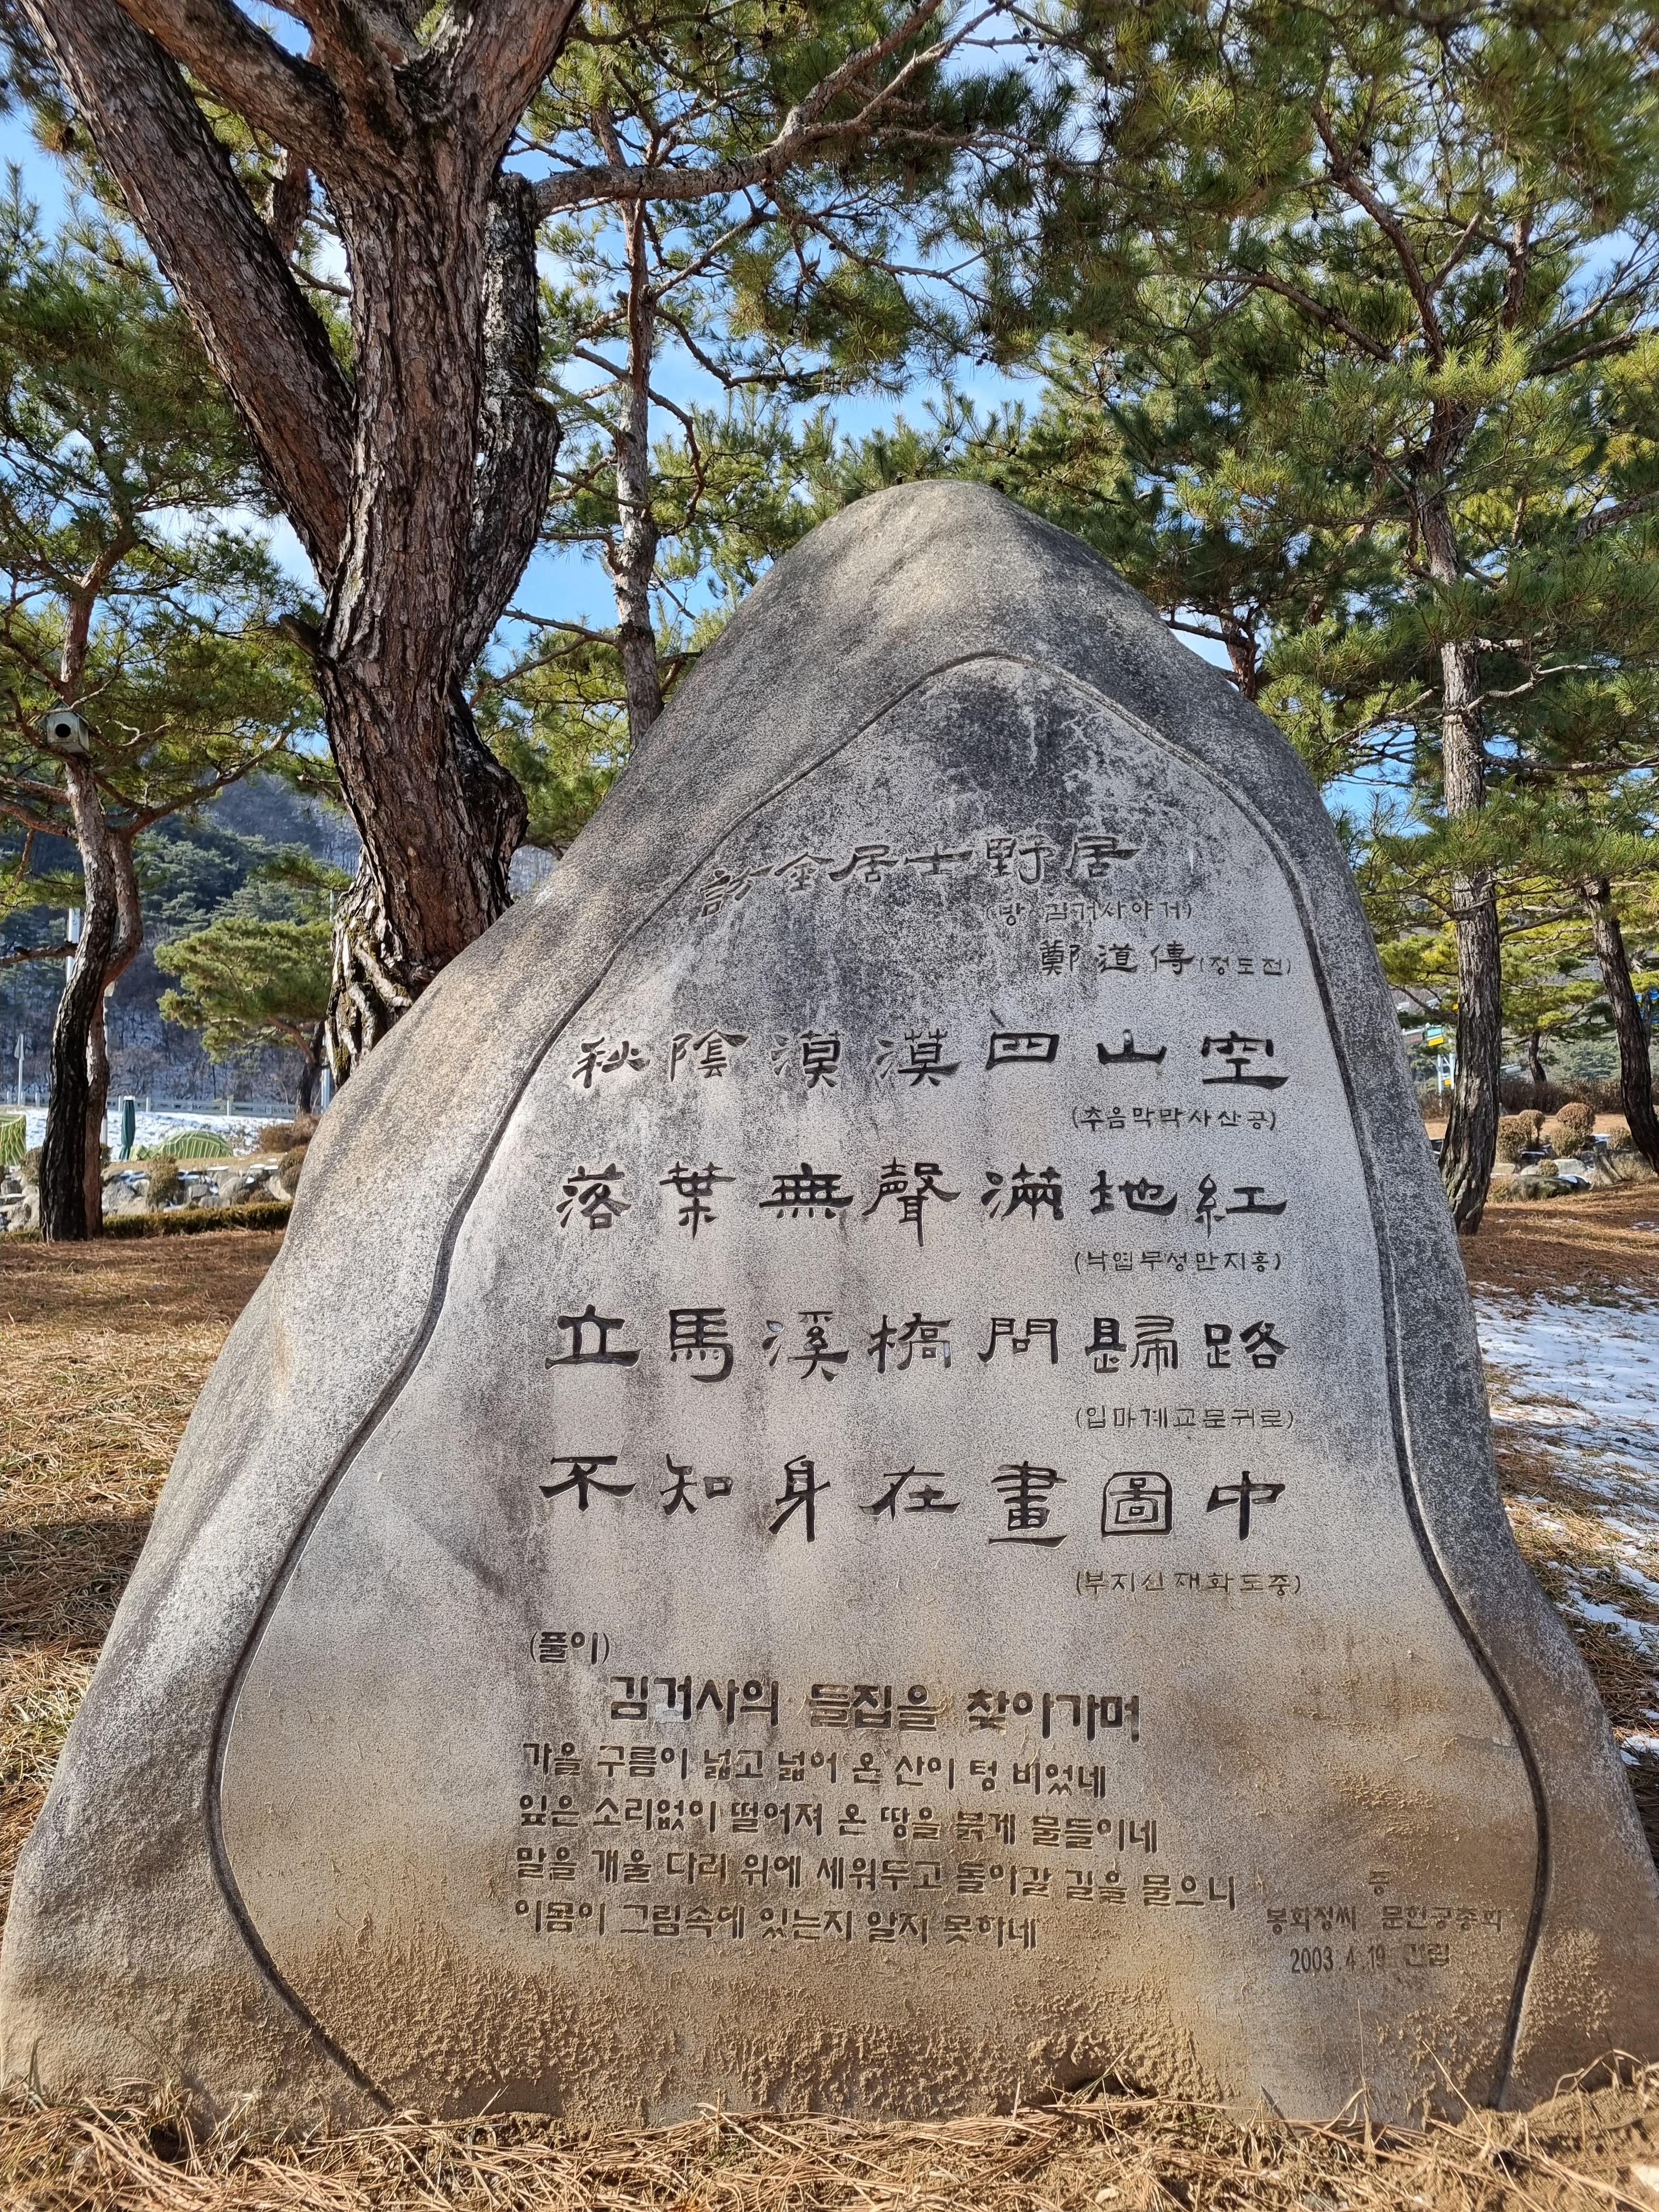 訪金居士野居
(방 김거사야거)
鄭道傳(정도전)
秋陰漠漠四山空
(추음막막사산공)
落葉無聲滿地紅
(낙엽무성만지홍)
立馬溪橋問歸路
(입마계교문귀로)
不知身在畫圖中
(부지신재화도중)
(풀이)
김거사의 들집을 찾아가며
가을 구름이 넓고 넓어 온 산이 텅 비었네
잎은 소리없이 떨어져 온 땅을 붉게 물들이네
말을 개울 다리 위에 세워두고 돌아갈 길을 물으니
이몸이 그림속에 있는지 알지 못하네
증
봉화정씨 문헌공종회
2003.4.19 건립